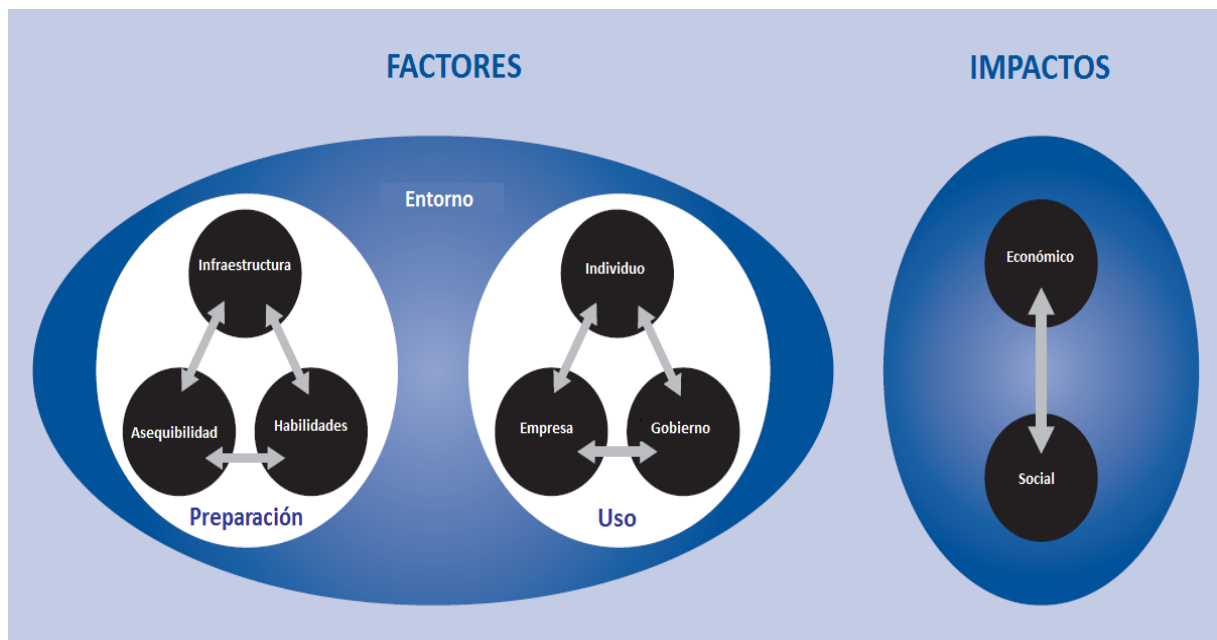 FACTORES
IMPACTOS
Entorno
Infraestructura
Asequibilidad
Habilidades
Preparación
Individuo
Empresa
Gobierno
Uso
Económico
Social